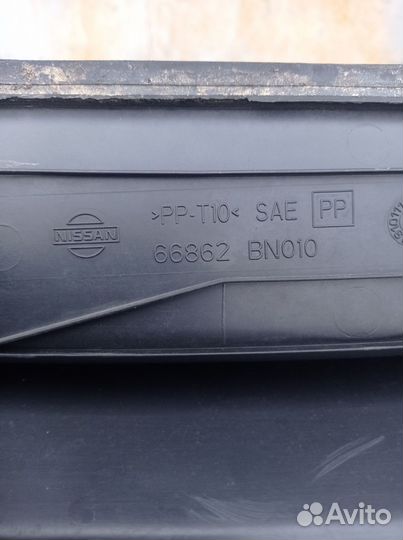 >PP-T10< SAE PP
NISSAN
66862 BN010
Avito